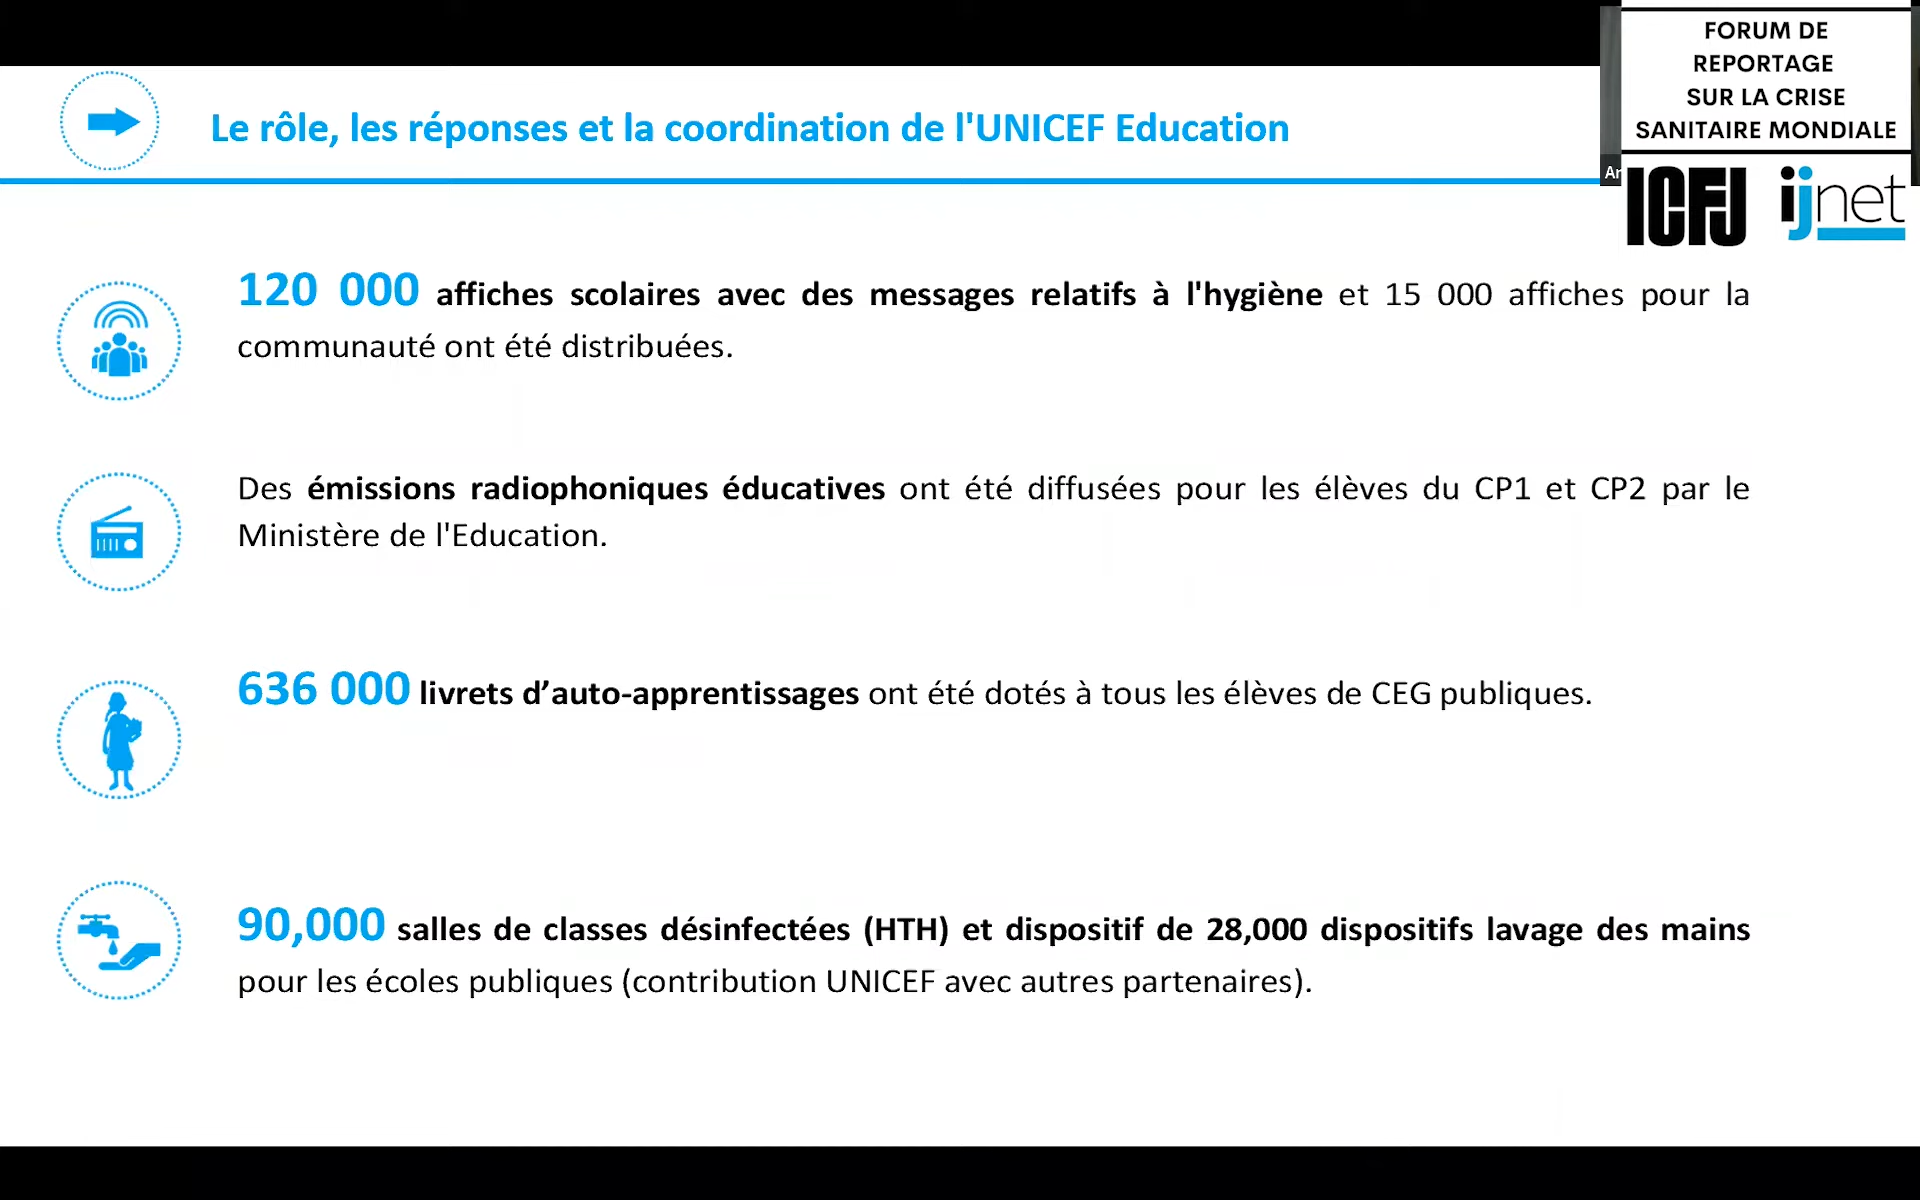 FORUM DE
REPORTAGE
SUR LA CRISE
SANITAIRE MONDIALE
ICFJ ijnet
Le rôle, les réponses et la coordination de l'UNICEF Education
120 000 affiches scolaires avec des messages relatifs à l'hygiène et 15 000 affiches pour la
communauté ont été distribuées.
Des émissions radiophoniques éducatives ont été diffusées pour les élèves du CP1 et CP2 par le
Ministère de l'Education.
636 000 livrets d’auto-apprentissages ont été dotés à tous les élèves de CEG publiques.
90,000 salles de classes désinfectées (HTH) et dispositif de 28,000 dispositifs lavage des mains
pour les écoles publiques (contribution UNICEF avec autres partenaires).